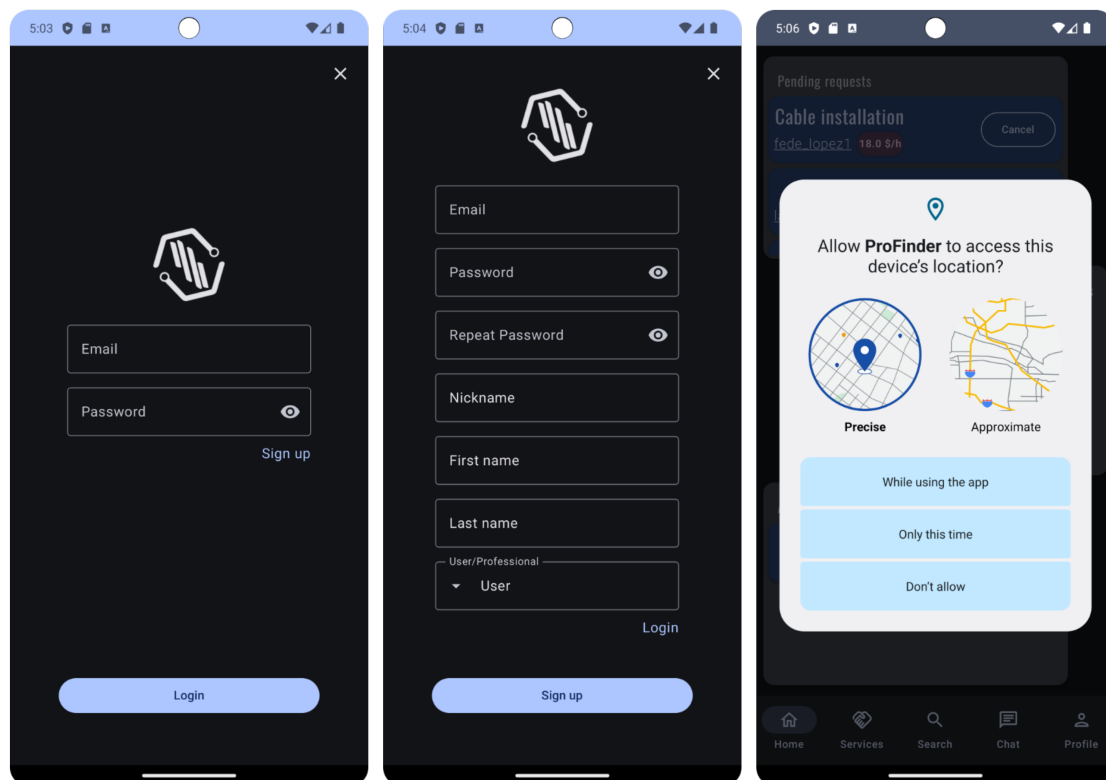 5:03
Email
Password
Sign up
Login
5:04
Email
Password
Repeat Password
Nickname
First name
Last name
User/Professional
User
Login
Sign up
5:06
Pending requests
Cable installation
Cancel
fede_lopez1 18.0 $/h
Allow ProFinder to access this
device's location?
Precise
Approximate
While using the app
Only this time
Don't allow
Home
Services
Search
Chat
Profile